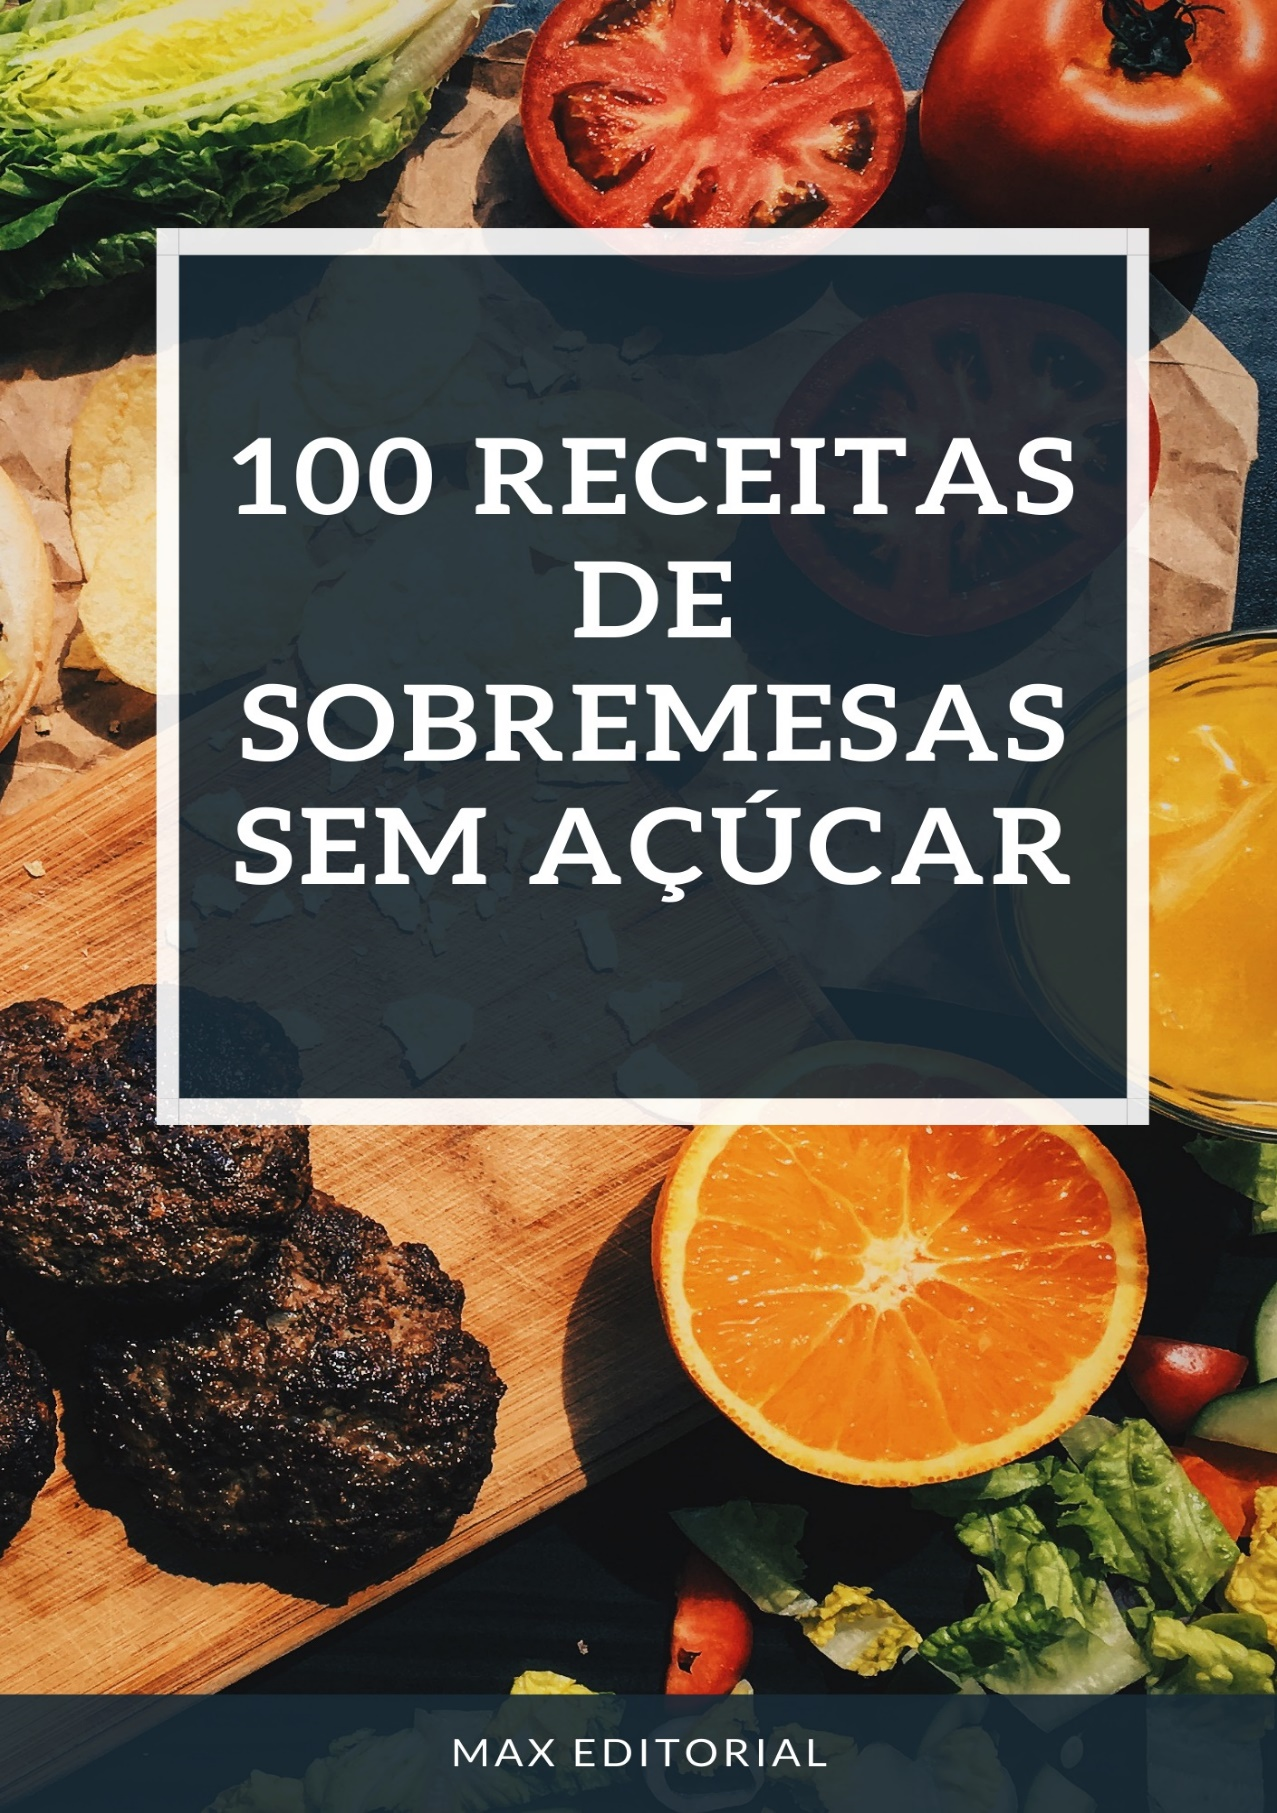 100 RECEITAS
DE
SOBREMESAS
SEM AÇÚCAR
MAX EDITORIAL